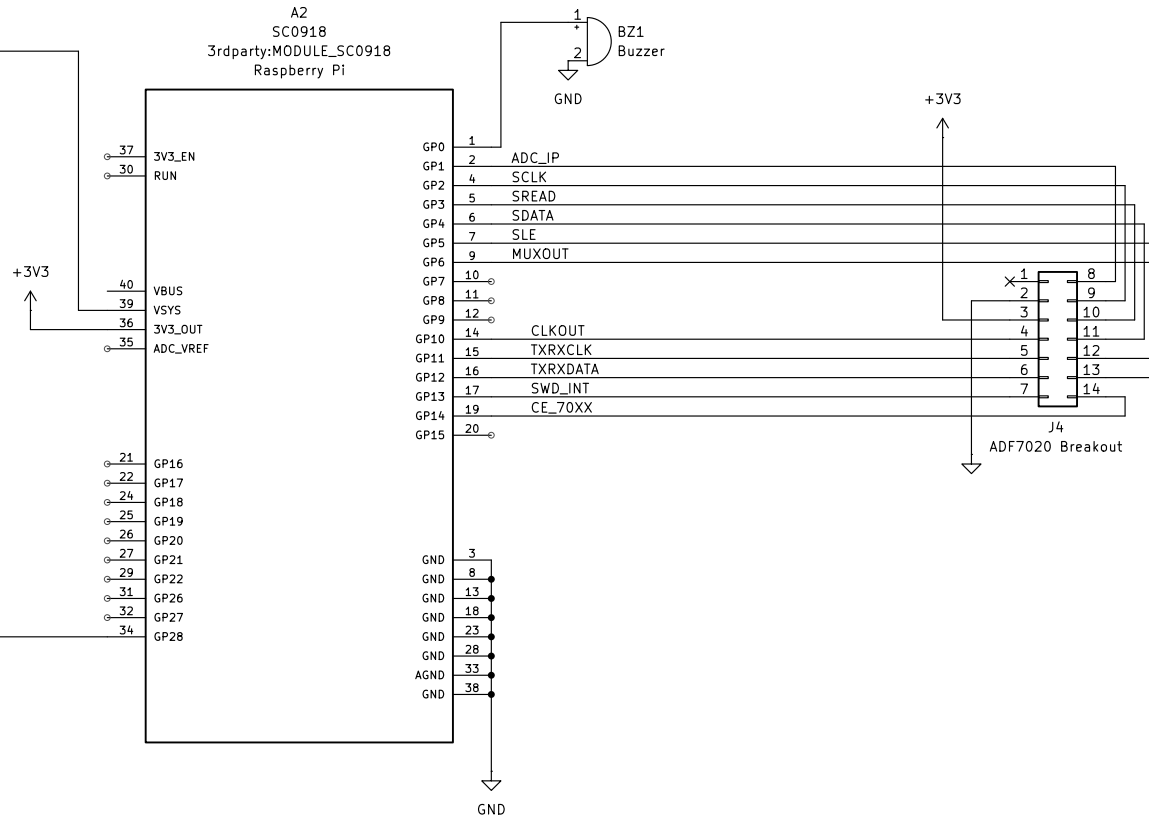 A2
SC0918
3rdparty:MODULE_SC0918
Raspberry Pi
1
+
2
BZ1
Buzzer
GND
+3V3
37 3V3_EN
30 RUN
+3V3
40 VBUS
39 VSYS
36 3V3_OUT
35 ADC_VREF
21 GP16
22 GP17
24 GP18
25 GP19
26 GP20
27 GP21
29 GP22
31 GP26
32 GP27
34 GP28
GP0 1
GP1 2 ADC_IP
GP2 4 SCLK
GP3 5 SREAD
GP4 6 SDATA
GP5 7 SLE
GP6 9 MUXOUT
GP7 10
GP8 11
GP9 12
GP10 14 CLKOUT
GP11 15 TXRXCLK
GP12 16 TXRXDATA
GP13 17 SWD_INT
GP14 19 CE_70XX
GP15 20
GND 3
GND 8
GND 13
GND 18
GND 23
GND 28
AGND 33
GND 38
GND
1 8
2 9
3 10
4 11
5 12
6 13
7 14
J4
ADF7020 Breakout